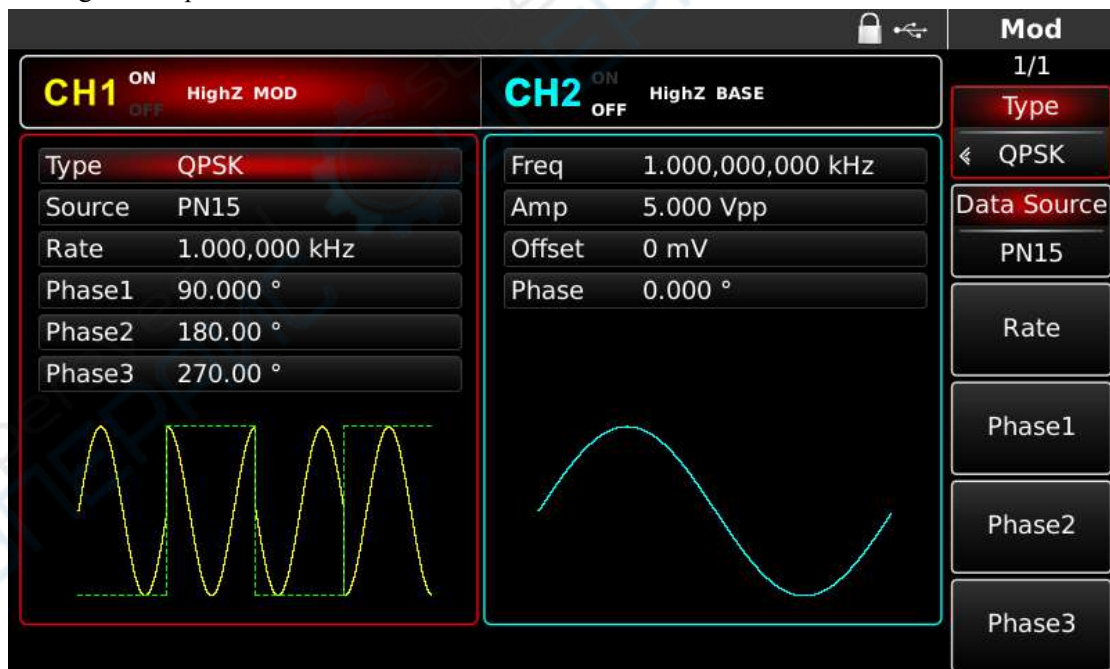 Mod
1/1
CH1 ON OFF HighZ MOD
CH2 ON OFF HighZ BASE
Type
QPSK
Data Source
PN15
Rate
Phase1
Phase2
Phase3
Type QPSK
Source PN15
Rate 1.000,000 kHz
Phase1 90.000 °
Phase2 180.00 °
Phase3 270.00 °
Freq 1.000,000,000 kHz
Amp 5.000 Vpp
Offset 0 mV
Phase 0.000 °